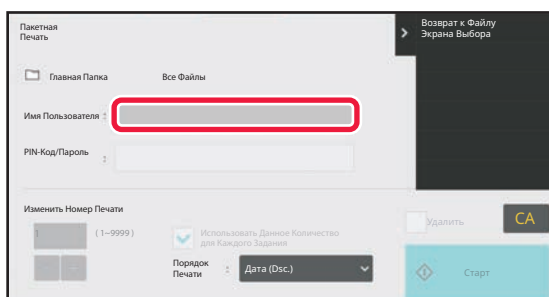 Пакетная
Печать
Возврат к Файлу
Экрана Выбора
Главная Папка
Все Файлы
Имя Пользователя :
PIN-Код/Пароль :
Изменить Номер Печати
1
(1~9999)
Использовать Данное Количество
для Каждого Задания
Порядок
Печати :
Дата (Dsc.)
Удалить
CA
Старт